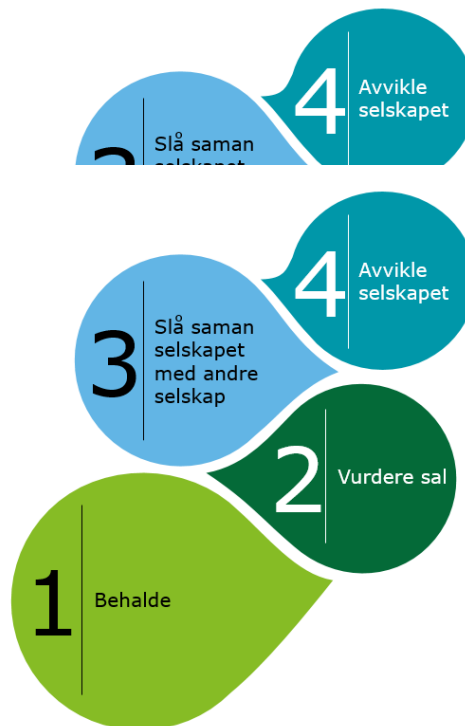 4
Avvikle
selskapet
Slå saman
4
Avvikle
selskapet
3
Slå saman
selskapet
med andre
selskap
2
Vurdere sal
1
Behalde